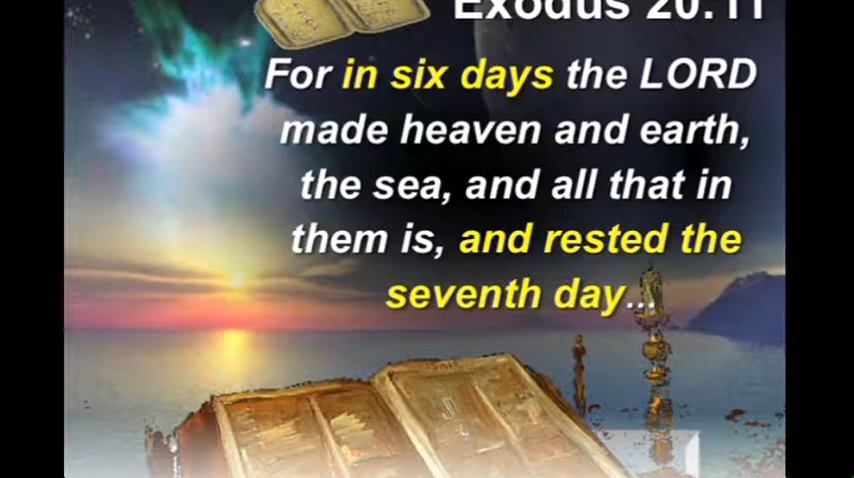 Exodus 20:11
For in six days the LORD
made heaven and earth,
the sea, and all that in
them is, and rested the
seventh day...